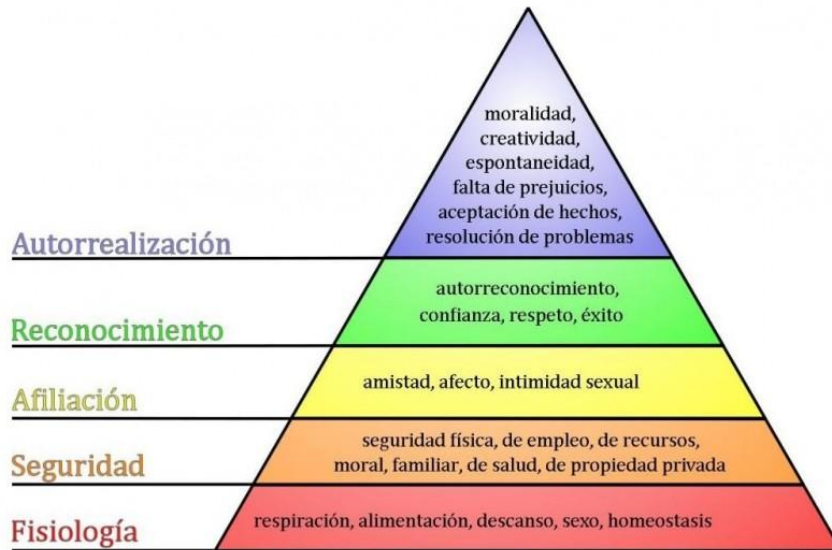 moralidad,
creatividad,
espontaneidad,
falta de prejuicios,
aceptación de hechos,
resolución de problemas
Autorrealización
autorreconocimiento,
confianza, respeto, éxito
Reconocimiento
amistad, afecto, intimidad sexual
Afiliación
seguridad física, de empleo, de recursos,
moral, familiar, de salud, de propiedad privada
Seguridad
respiración, alimentación, descanso, sexo, homeostasis
Fisiología